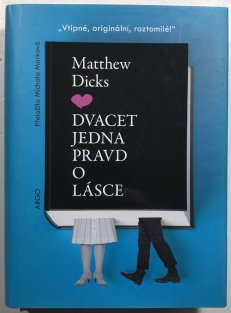 „Vtipné, originální, roztomilé!“
Matthew
Dicks
DVACET
JEDNA
PRAVD
O
LÁSCE
Přeložila Michala Marková
ARGO